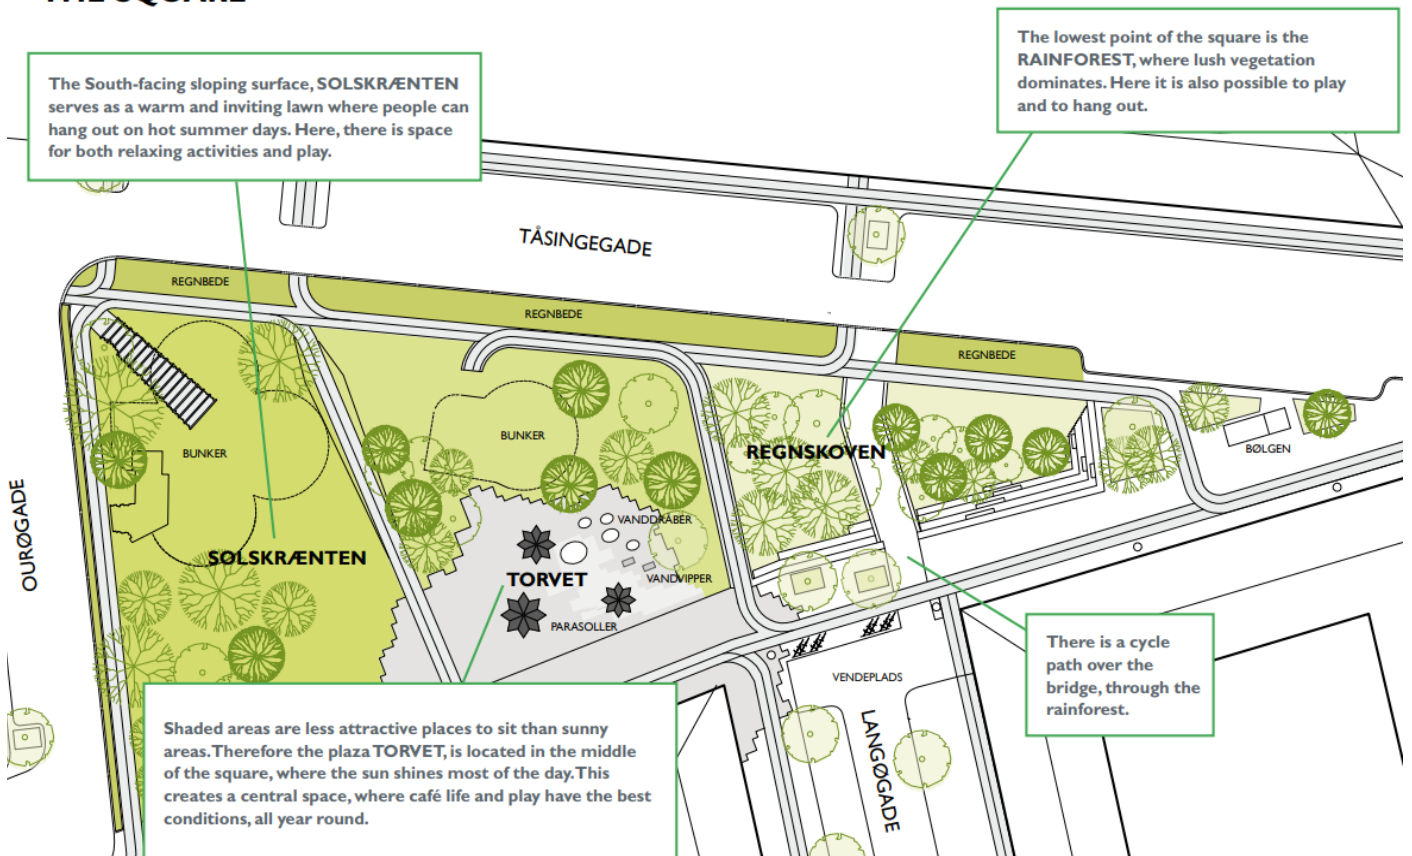 THE SQUARE
The South-facing sloping surface, SOLSKRÆNTEN
serves as a warm and inviting lawn where people can
hang out on hot summer days. Here, there is space
for both relaxing activities and play.
The lowest point of the square is the
RAINFOREST, where lush vegetation
dominates. Here it is also possible to play
and to hang out.
TÅSINGEGADE
REGNBEDE
REGNBEDE
REGNBEDE
BUNKER
BUNKER
REGNSKOVEN
BØLGEN
OURØGADE
SOLSKRÆNTEN
VANDDRÅBER
TORVET
VANDVIPPER
PARASOLLER
There is a cycle
path over the
bridge, through the
rainforest.
VENDEPLADS
LANGØGADE
Shaded areas are less attractive places to sit than sunny
areas. Therefore the plaza TORVET, is located in the middle
of the square, where the sun shines most of the day. This
creates a central space, where café life and play have the best
conditions, all year round.